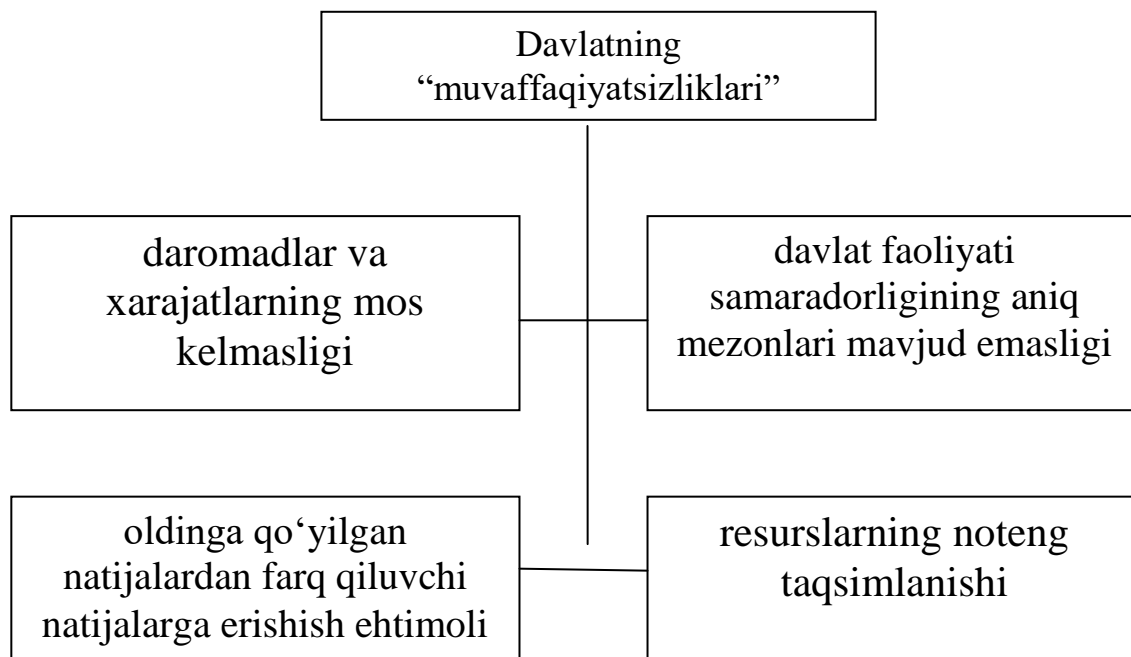 Davlatning
“muvaffaqiyatsizliklari”
daromadlar va
xarajatlarning mos
kelmasligi
davlat faoliyati
samaradorligining aniq
mezonlari mavjud emasligi
oldinga qo‘yilgan
natijalardan farq qiluvchi
natijalarga erishish ehtimoli
resurslarning noteng
taqsimlanishi